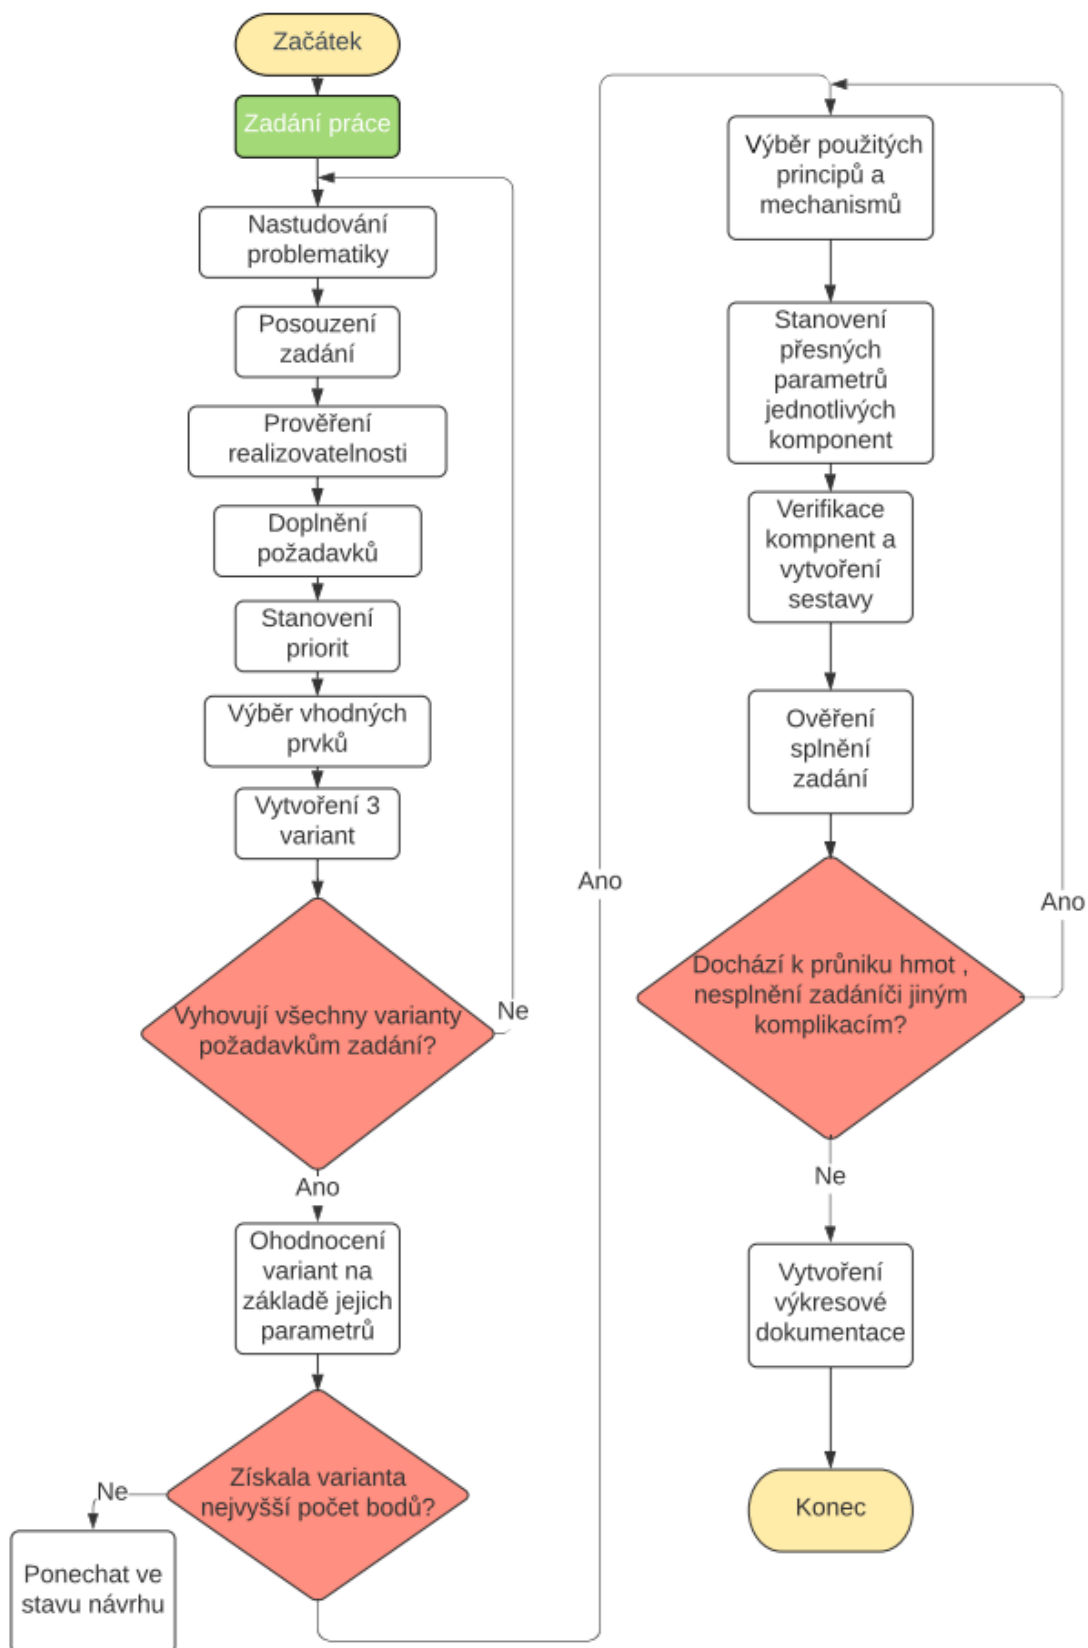 Začátek
Zadání práce
Nastudování
problematiky
Posouzení
zadání
Prověření
realizovatelnosti
Doplnění
požadavků
Stanovení
priorit
Výběr vhodných
prvků
Vytvoření 3
variant
Vyhovují všechny varianty
požadavkům zadání?
Ne
Ano
Ohodnocení
variant na
základě jejich
parametrů
Získala varianta
nejvyšší počet bodů?
Ne
Ponechat ve
stavu návrhu
Ano
Výběr použitých
principů a
mechanismů
Stanovení
přesných
parametrů
jednotlivých
komponent
Verifikace
kompnent a
vytvoření
sestavy
Ověření
splnění
zadání
Dochází k průniku hmot ,
nesplnění zadáníči jiným
komplikacím?
Ano
Ne
Vytvoření
výkresové
dokumentace
Konec